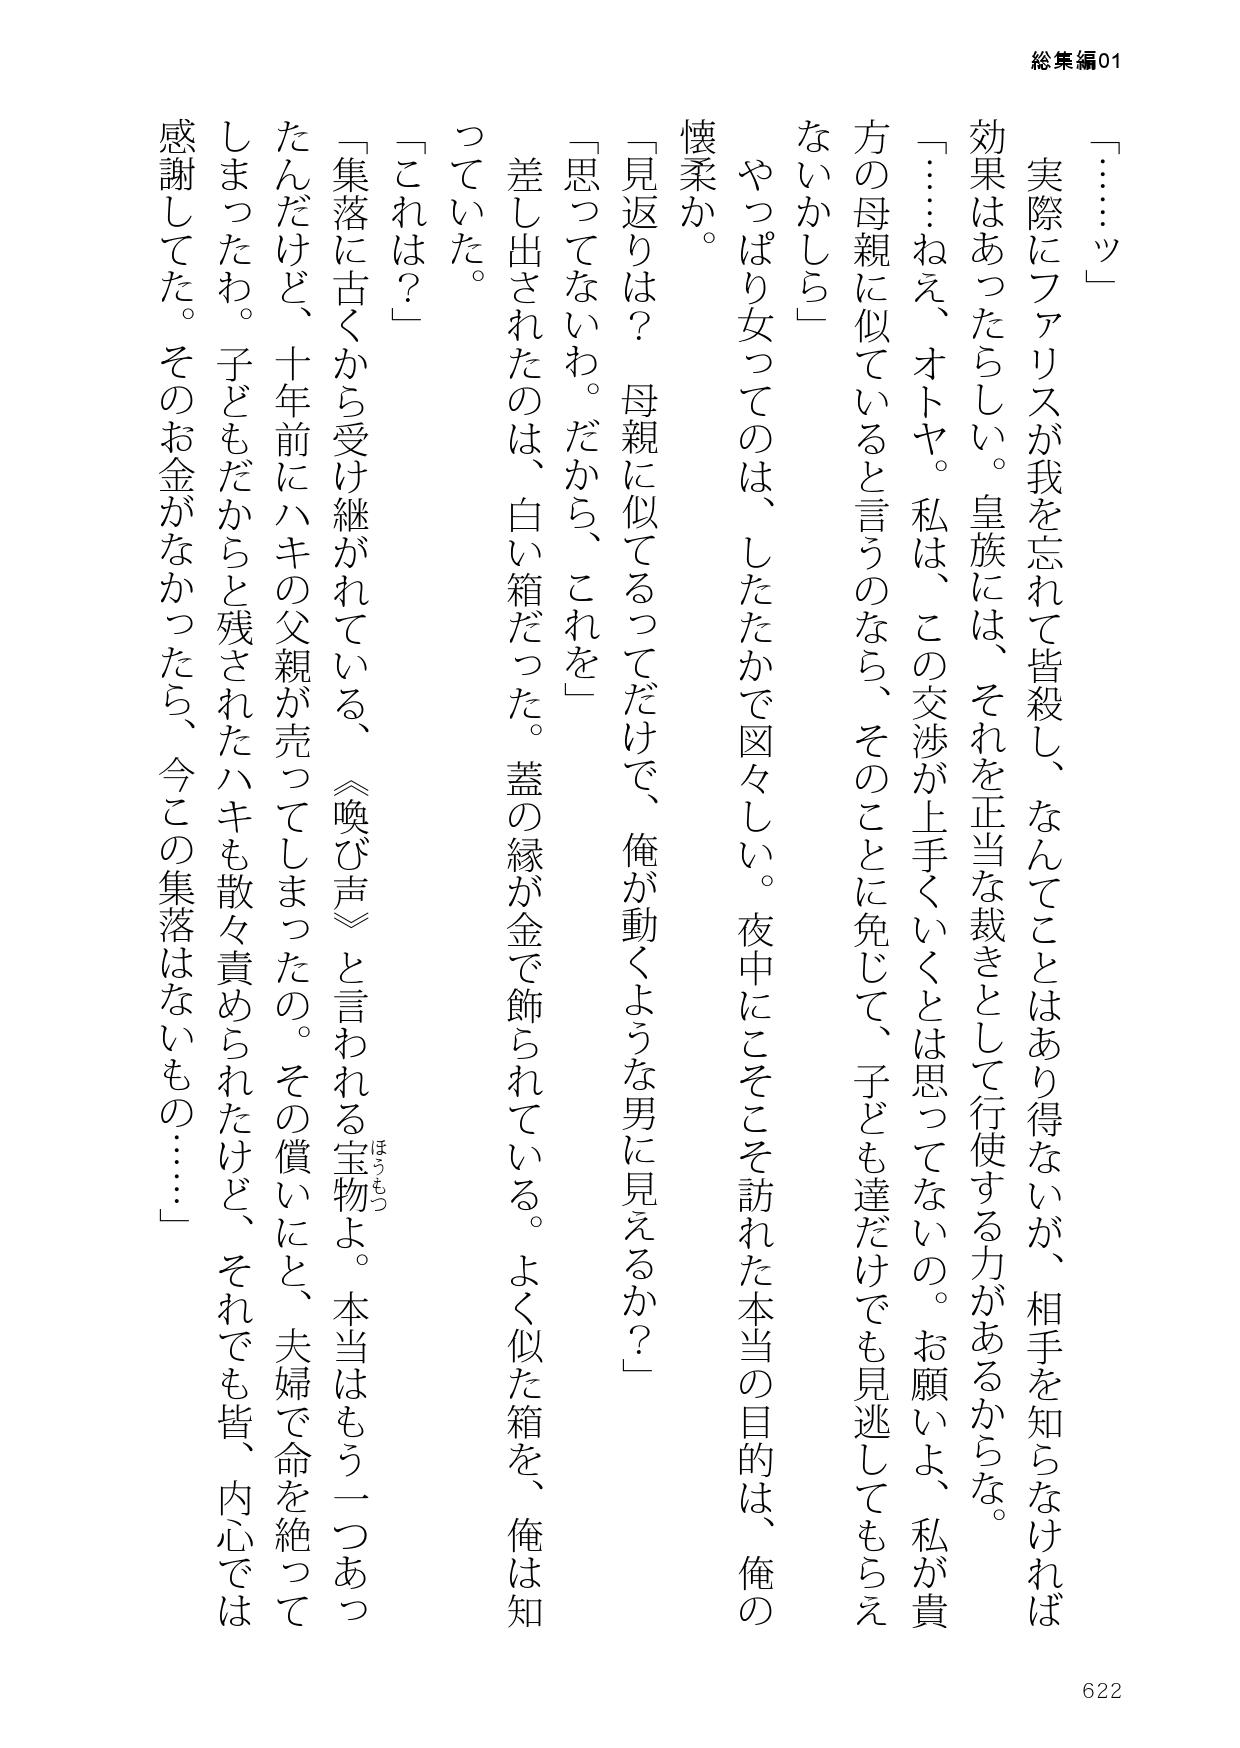 総集編01
「……ッ」
　実際にファリスが我を忘れて皆殺し、なんてことはあり得ないが、相手を知らなければ
効果はあったらしい。皇族には、それを正当な裁きとして行使する力があるからな。
「……ねえ、オトヤ。私は、この交渉が上手くいくとは思ってないの。お願いよ、私が貴
方の母親に似ていると言うのなら、そのことに免じて、子ども達だけでも見逃してもらえ
ないかしら」
　やっぱり女ってのは、したたかで図々しい。夜中にこそこそ訪れた本当の目的は、俺の
懐柔か。
「見返りは？　母親に似てるってだけで、俺が動くような男に見えるか？」
「思ってないわ。だから、これを」
　差し出されたのは、白い箱だった。蓋の縁が金で飾られている。よく似た箱を、俺は知
っていた。
「これは？」
「集落に古くから受け継がれている、《喚び声》と言われる宝物よ。本当はもう一つあっ
ほうもつ
たんだけど、十年前にハキの父親が売ってしまったの。その償いにと、夫婦で命を絶って
しまったわ。子どもだからと残されたハキも散々責められたけど、それでも皆、内心では
感謝してた。そのお金がなかったら、今この集落はないもの……」
622